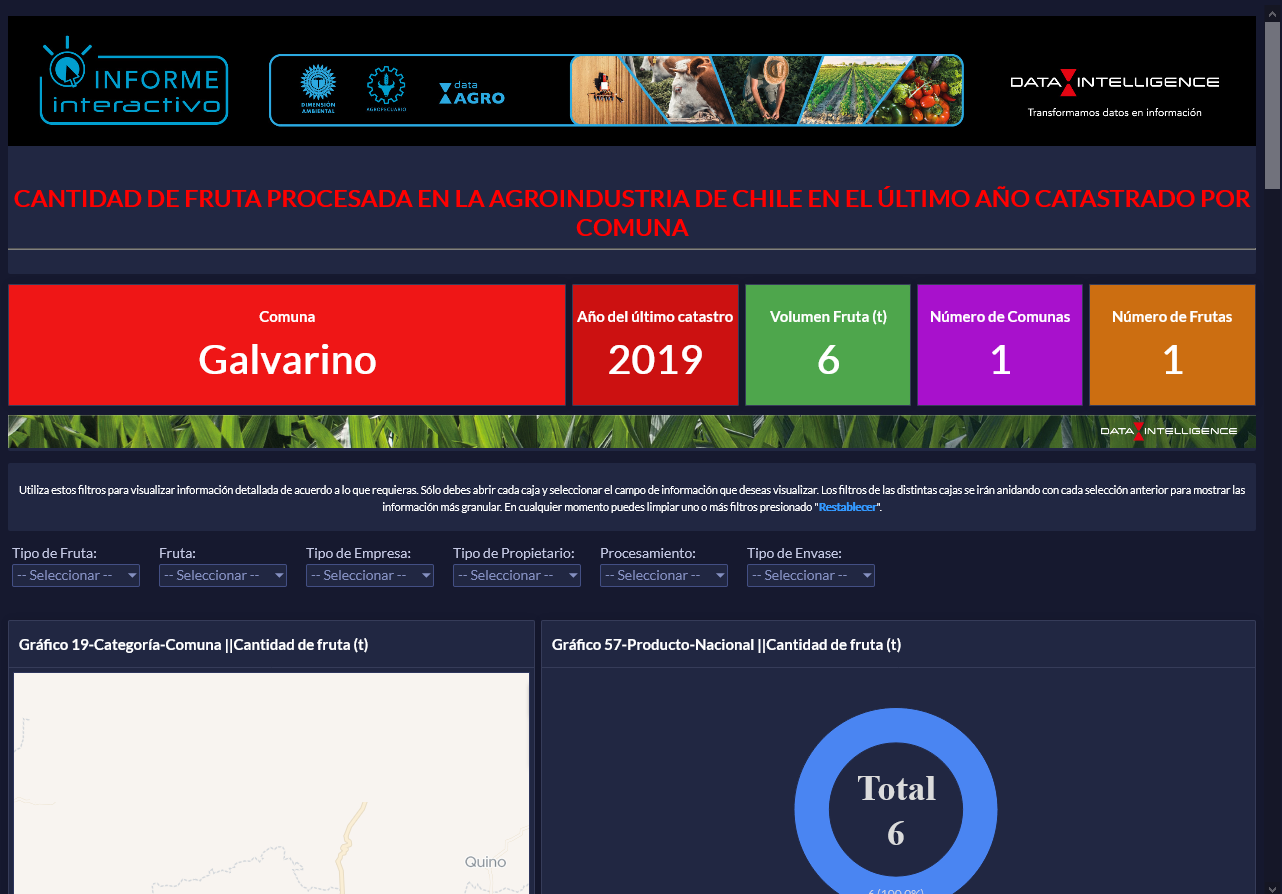 INFORME
interactivo
DIMENSIÓN
AMBIENTAL
AGROPECUARIO
data
AGRO
DATA INTELLIGENCE
Transformamos datos en información
CANTIDAD DE FRUTA PROCESADA EN LA AGROINDUSTRIA DE CHILE EN EL ÚLTIMO AÑO CATASTRADO POR
COMUNA
Comuna
Galvarino
Año del último catastro
2019
Volumen Fruta (t)
6
Número de Comunas
1
Número de Frutas
1
DATA INTELLIGENCE
Utiliza estos filtros para visualizar información detallada de acuerdo a lo que requieras. Sólo debes abrir cada caja y seleccionar el campo de información que deseas visualizar. Los filtros de las distintas cajas se irán anidando con cada selección anterior para mostrar las
información más granular. En cualquier momento puedes limpiar uno o más filtros presionado "Restablecer".
Tipo de Fruta:
-- Seleccionar --
Fruta:
-- Seleccionar --
Tipo de Empresa:
-- Seleccionar --
Tipo de Propietario:
-- Seleccionar --
Procesamiento:
-- Seleccionar --
Tipo de Envase:
-- Seleccionar --
Gráfico 19-Categoría-Comuna ||Cantidad de fruta (t)
Quino
Gráfico 57-Producto-Nacional ||Cantidad de fruta (t)
Total
6
6 (100.0%)